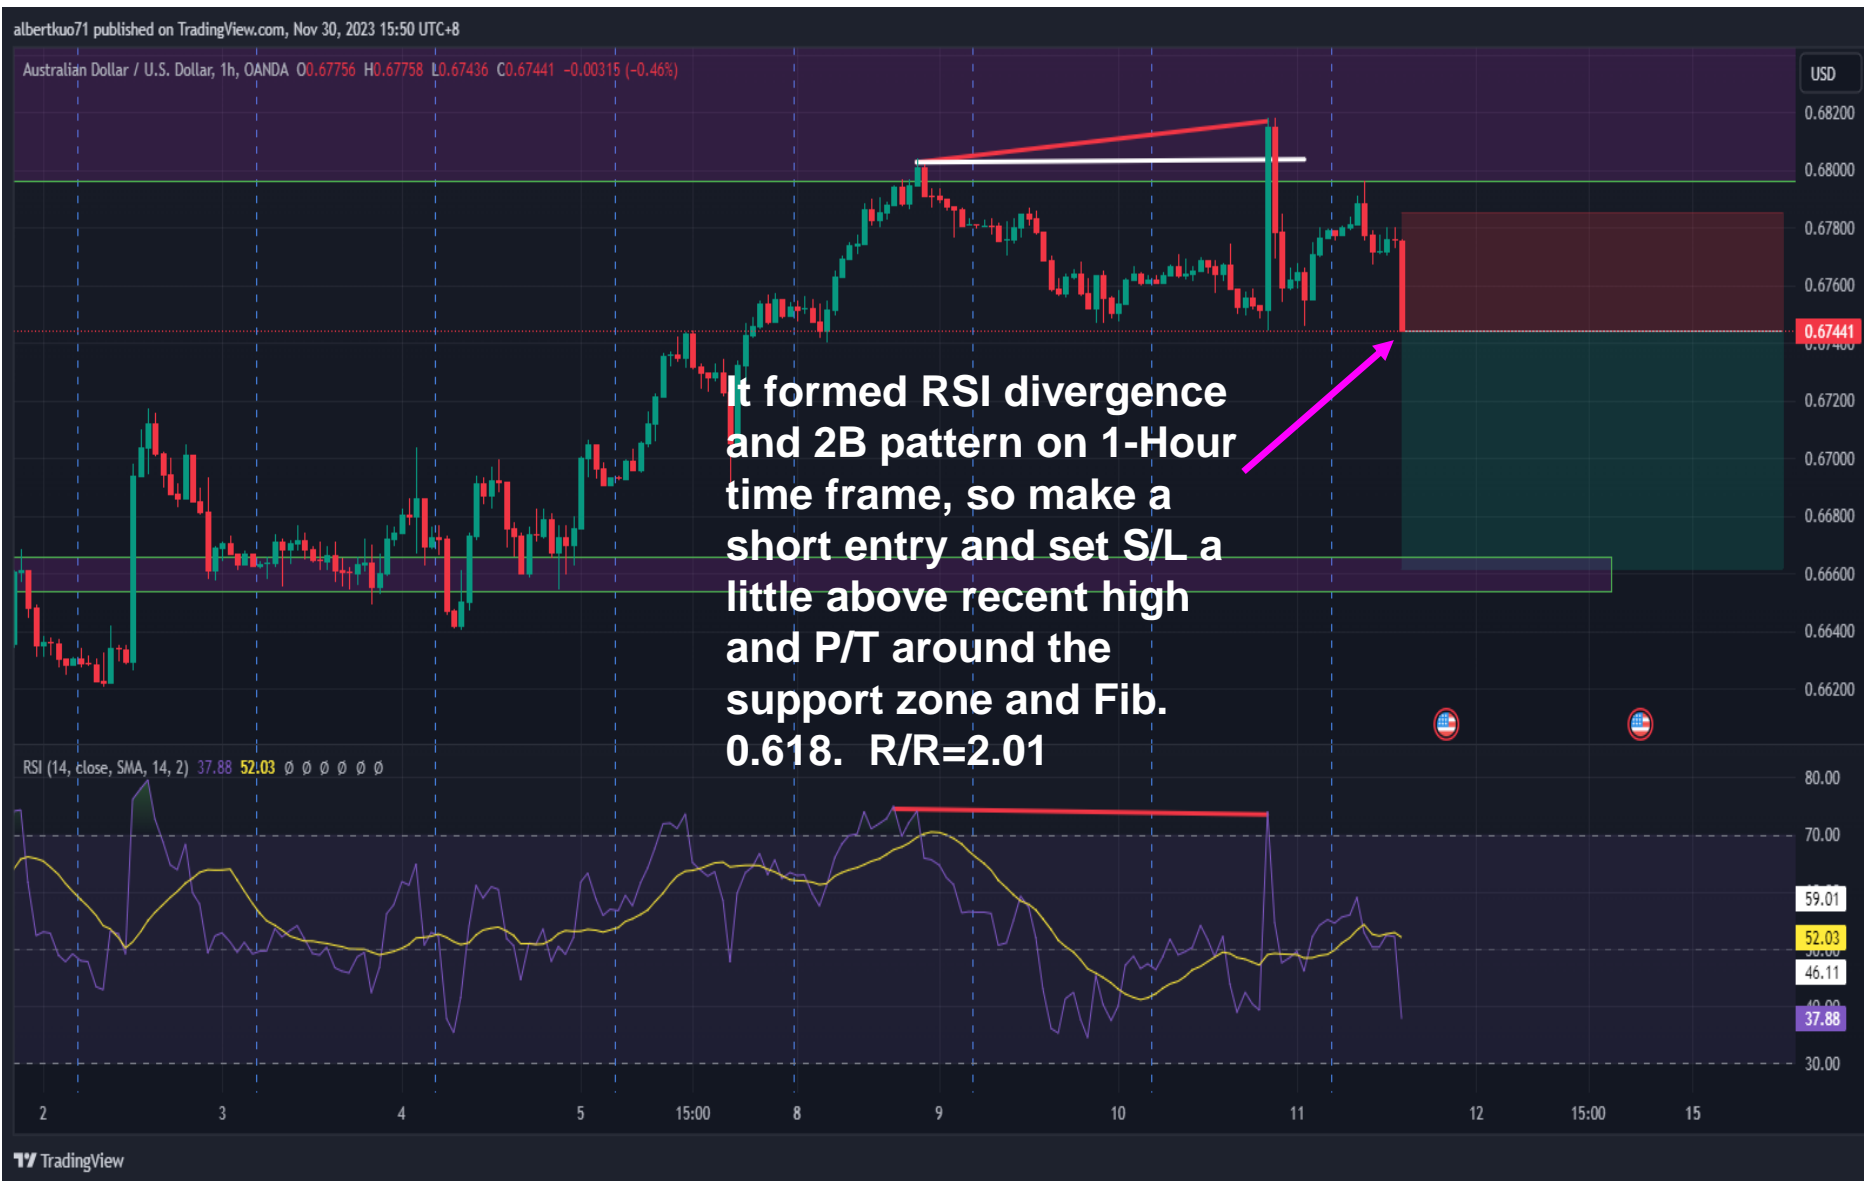 albertkuo71 published on TradingView.com, Nov 30, 2023 15:50 UTC+8
Australian Dollar / U.S. Dollar, 1h, OANDA O0.67756 H0.67758 L0.67436 C0.67441 −0.00315 (−0.46%)
USD
0.68200
0.68000
0.67800
0.67600
0.67441
0.67400
0.67200
0.67000
0.66800
0.66600
0.66400
0.66200
It formed RSI divergence
and 2B pattern on 1-Hour
time frame, so make a
short entry and set S/L a
little above recent high
and P/T around the
support zone and Fib.
0.618. R/R=2.01
RSI (14, close, SMA, 14, 2) 37.88 52.03 Ø Ø Ø Ø Ø Ø
80.00
70.00
59.01
52.03
50.00
46.11
40.00
37.88
30.00
2 3 4 5 15:00 8 9 10 11 12 15:00 15
TradingView